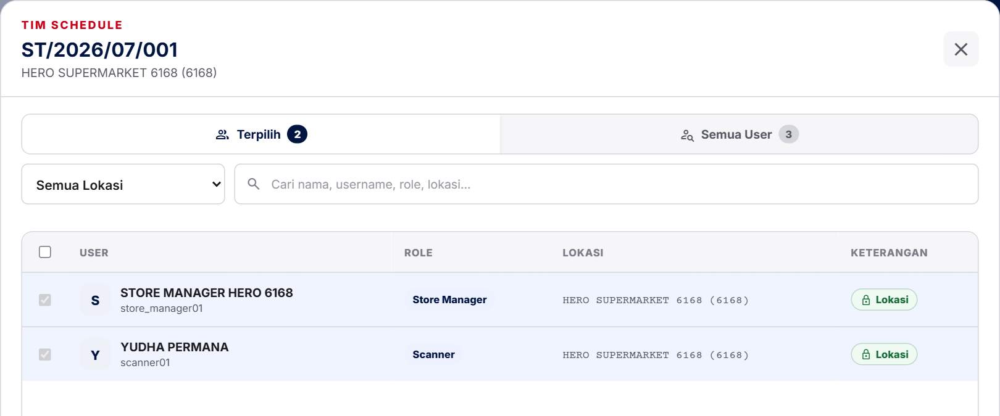 TIM SCHEDULE
ST/2026/07/001
HERO SUPERMARKET 6168 (6168)
Terpilih 2
Semua User 3
Semua Lokasi
Cari nama, username, role, lokasi...
USER ROLE LOKASI KETERANGAN
S STORE MANAGER HERO 6168 Store Manager HERO SUPERMARKET 6168 (6168) Lokasi
store_manager01
Y YUDHA PERMANA Scanner HERO SUPERMARKET 6168 (6168) Lokasi
scanner01